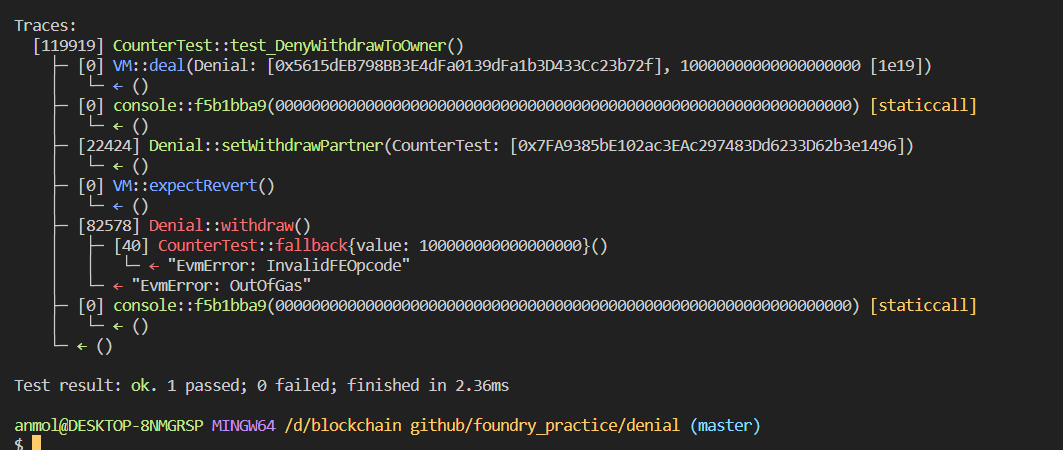 Traces:
[119919] CounterTest::test_DenyWithdrawToOwner()
├─ [0] VM::deal(Denial: [0x5615dEB798BB3E4dFa0139dFa1b3D433Cc23b72f], 10000000000000000000 [1e19])
│ └─ ← ()
├─ [0] console::f5b1bba9(0000000000000000000000000000000000000000000000000000000000000000) [staticcall]
│ └─ ← ()
├─ [22424] Denial::setWithdrawPartner(CounterTest: [0x7FA9385bE102ac3EAc297483Dd6233D62b3e1496])
│ └─ ← ()
├─ [0] VM::expectRevert()
│ └─ ← ()
├─ [82578] Denial::withdraw()
│ ├─ [40] CounterTest::fallback{value: 100000000000000000}()
│ │ └─ ← "EvmError: InvalidFEOpcode"
│ └─ ← "EvmError: OutOfGas"
├─ [0] console::f5b1bba9(0000000000000000000000000000000000000000000000000000000000000000) [staticcall]
│ └─ ← ()
└─ ← ()
Test result: ok. 1 passed; 0 failed; finished in 2.36ms
anmol@DESKTOP-8NMGRSP MINGW64 /d/blockchain github/foundry_practice/denial (master)
$